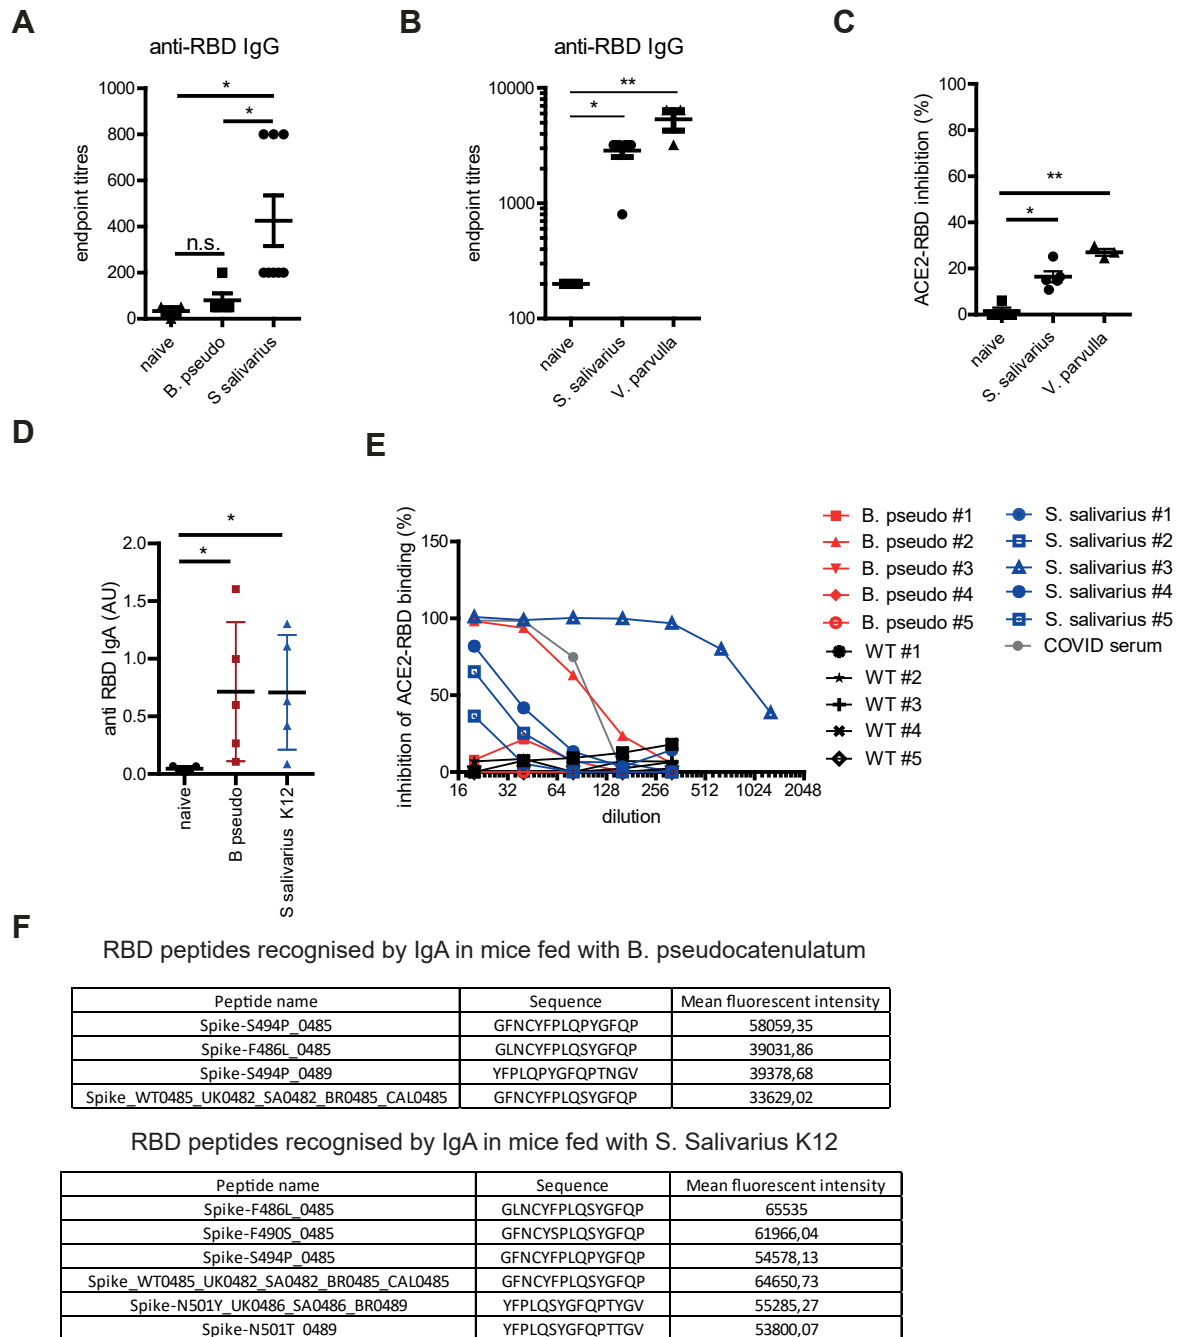 A
anti-RBD IgG
endpoint titres
1000
800
600
400
200
0
*
*
n.s.
naive
B. pseudo
S salivarius
B
anti-RBD IgG
endpoint titres
10000
1000
100
**
*
naive
S. salivarius
V. parvulla
C
ACE2-RBD inhibition (%)
100
80
60
40
20
0
**
*
naive
S. salivarius
V. parvulla
D
anti RBD IgA (AU)
2.0
1.5
1.0
0.5
0.0
*
*
naive
B pseudo
S salivarius K12
E
inhibition of ACE2-RBD binding (%)
150
100
50
0
16 32 64 128 256 512 1024 2048
dilution
B. pseudo #1
B. pseudo #2
B. pseudo #3
B. pseudo #4
B. pseudo #5
WT #1
WT #2
WT #3
WT #4
WT #5
S. salivarius #1
S. salivarius #2
S. salivarius #3
S. salivarius #4
S. salivarius #5
COVID serum
F
RBD peptides recognised by IgA in mice fed with B. pseudocatenulatum
Peptide name Sequence Mean fluorescent intensity
Spike-S494P_0485 GFNCYFPLQPYGFQP 58059,35
Spike-F486L_0485 GLNCYFPLQSYGFQP 39031,86
Spike-S494P_0489 YFPLQPYGFQPTNGV 39378,68
Spike_WT0485_UK0482_SA0482_BR0485_CAL0485 GFNCYFPLQSYGFQP 33629,02
RBD peptides recognised by IgA in mice fed with S. Salivarius K12
Peptide name Sequence Mean fluorescent intensity
Spike-F486L_0485 GLNCYFPLQSYGFQP 65535
Spike-F490S_0485 GFNCYSPLQSYGFQP 61966,04
Spike-S494P_0485 GFNCYFPLQPYGFQP 54578,13
Spike_WT0485_UK0482_SA0482_BR0485_CAL0485 GFNCYFPLQSYGFQP 64650,73
Spike-N501Y_UK0486_SA0486_BR0489 YFPLQSYGFQPTYGV 55285,27
Spike-N501T_0489 YFPLQSYGFQPTTGV 53800,07